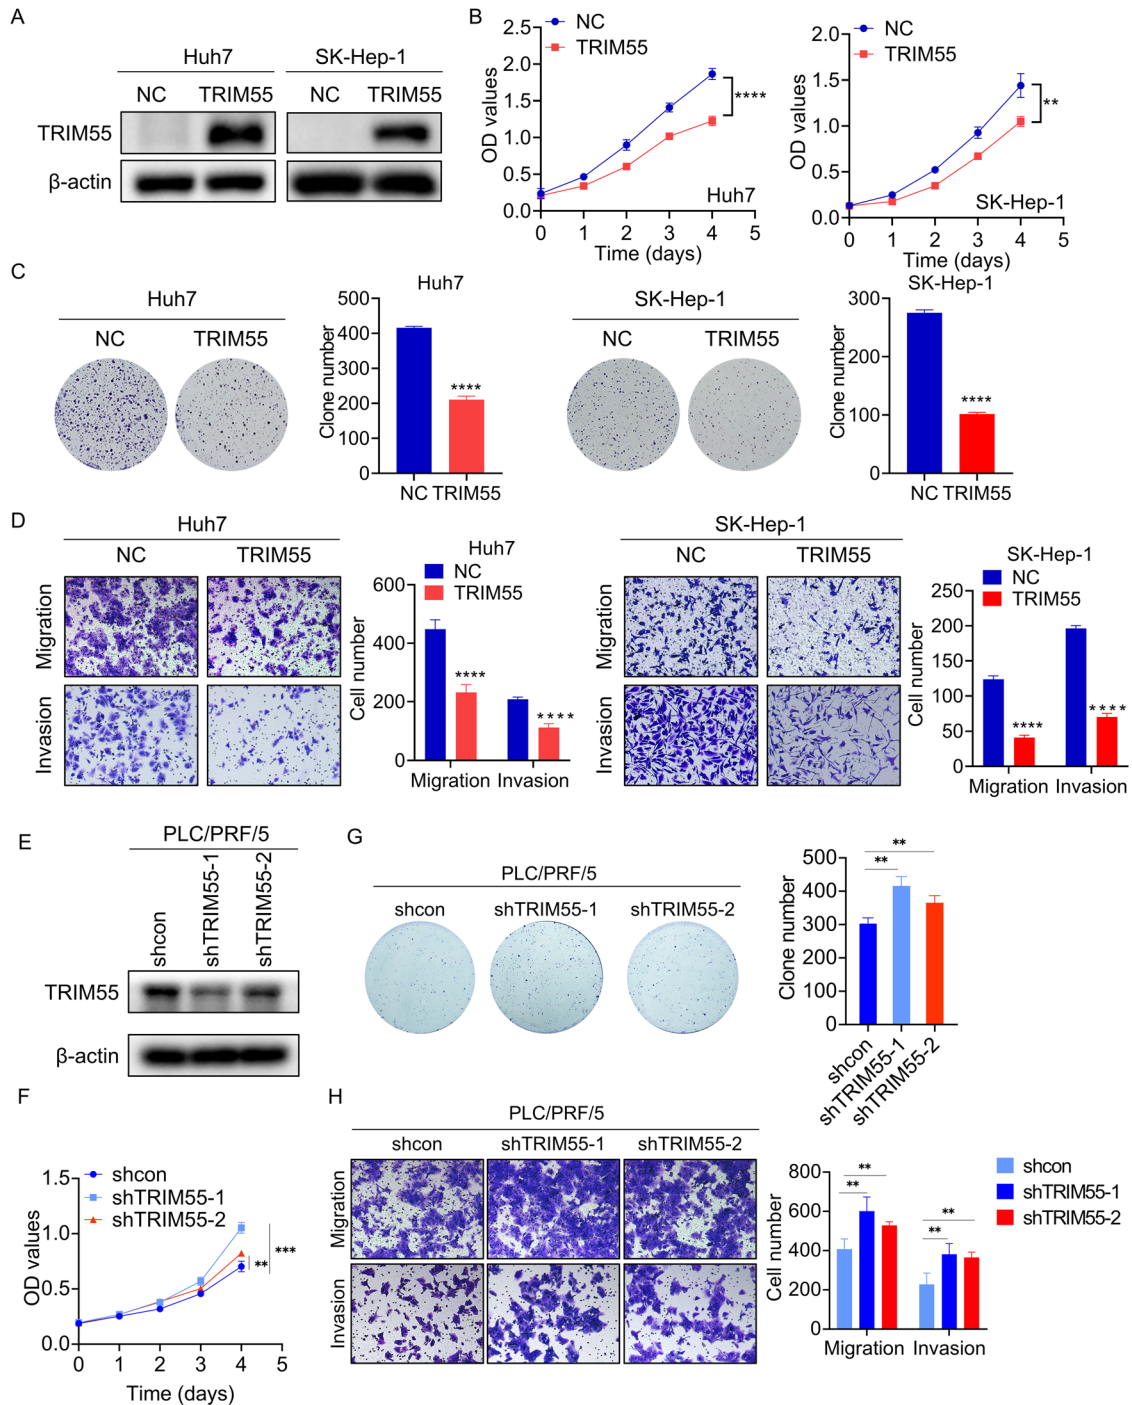 A
Huh7
SK-Hep-1
NC
TRIM55
NC
TRIM55
TRIM55
β-actin
B
NC
TRIM55
OD values
2.5
2.0
1.5
1.0
0.5
0.0
0 1 2 3 4 5
Time (days)
Huh7
****
NC
TRIM55
OD values
2.0
1.5
1.0
0.5
0.0
0 1 2 3 4 5
Time (days)
SK-Hep-1
**
C
Huh7
NC
TRIM55
Huh7
Clone number
500
400
300
200
100
0
****
NC TRIM55
SK-Hep-1
NC
TRIM55
SK-Hep-1
Clone number
300
200
100
0
****
NC TRIM55
D
Huh7
NC
TRIM55
Migration
Invasion
Huh7
NC
TRIM55
Cell number
600
400
200
0
****
****
Migration Invasion
SK-Hep-1
NC
TRIM55
Migration
Invasion
SK-Hep-1
NC
TRIM55
Cell number
250
200
150
100
50
0
****
****
Migration Invasion
E
PLC/PRF/5
shcon
shTRIM55-1
shTRIM55-2
TRIM55
β-actin
G
PLC/PRF/5
shcon
shTRIM55-1
shTRIM55-2
Clone number
500
400
300
200
100
0
**
**
shcon
shTRIM55-1
shTRIM55-2
F
shcon
shTRIM55-1
shTRIM55-2
OD values
1.5
1.0
0.5
0.0
0 1 2 3 4 5
Time (days)
**
***
H
PLC/PRF/5
shcon
shTRIM55-1
shTRIM55-2
Migration
Invasion
Cell number
800
600
400
200
0
**
**
**
**
Migration Invasion
shcon
shTRIM55-1
shTRIM55-2